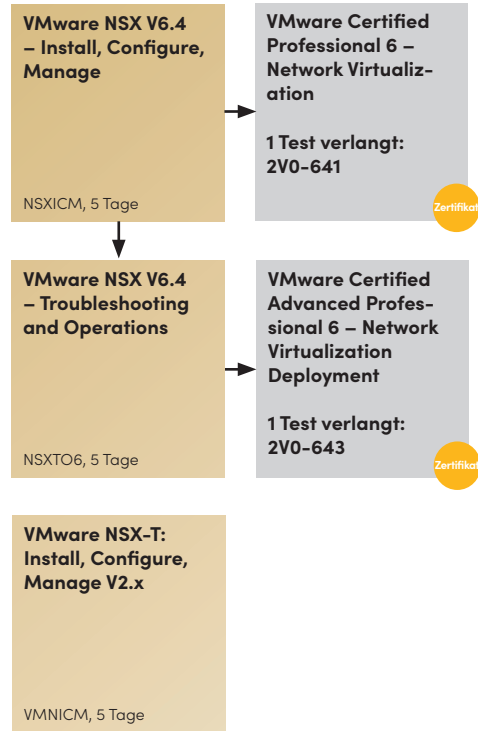 VMware NSX V6.4
– Install, Configure,
Manage
NSXICM, 5 Tage
VMware Certified
Professional 6 –
Network Virtualiz-
ation
1 Test verlangt:
2V0-641
Zertifikat
VMware NSX V6.4
– Troubleshooting
and Operations
NSXTO6, 5 Tage
VMware Certified
Advanced Profes-
sional 6 – Network
Virtualization
Deployment
1 Test verlangt:
2V0-643
Zertifikat
VMware NSX-T:
Install, Configure,
Manage V2.x
VMNICM, 5 Tage